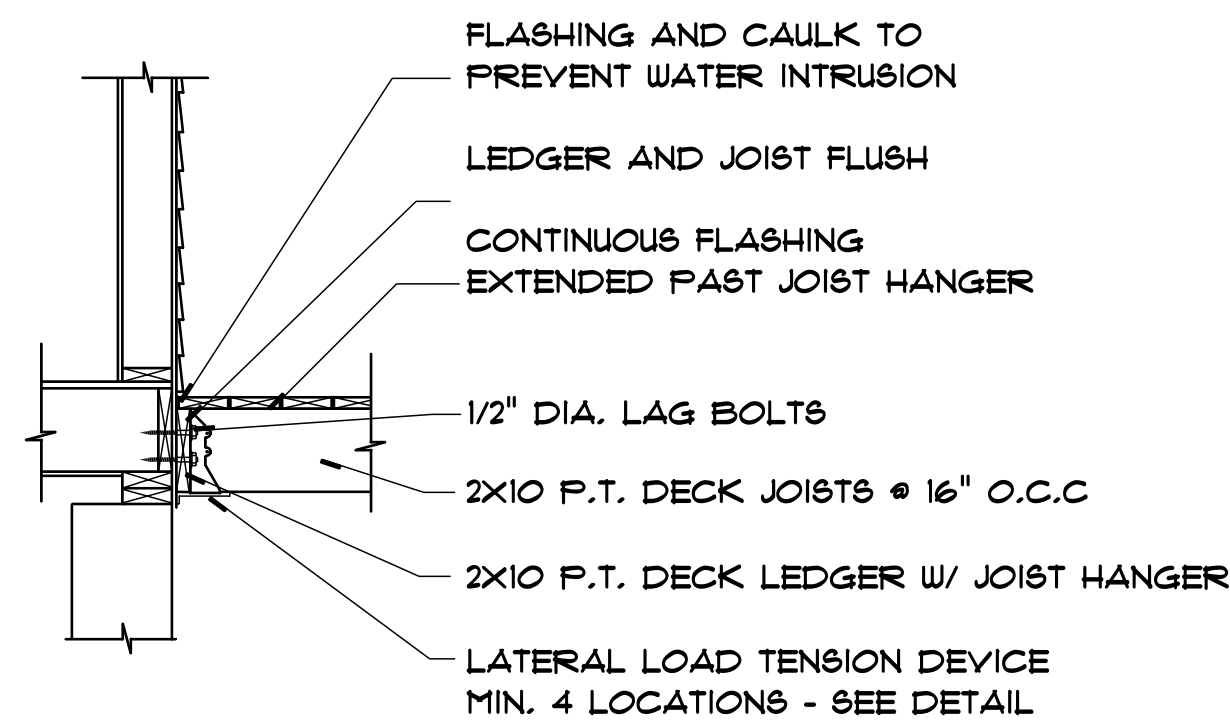 FLASHING AND CAULK TO
PREVENT WATER INTRUSION
LEDGER AND JOIST FLUSH
CONTINUOUS FLASHING
EXTENDED PAST JOIST HANGER
1/2" DIA. LAG BOLTS
2X10 P.T. DECK JOISTS @ 16" O.C.C
2X10 P.T. DECK LEDGER W/ JOIST HANGER
LATERAL LOAD TENSION DEVICE
MIN. 4 LOCATIONS - SEE DETAIL